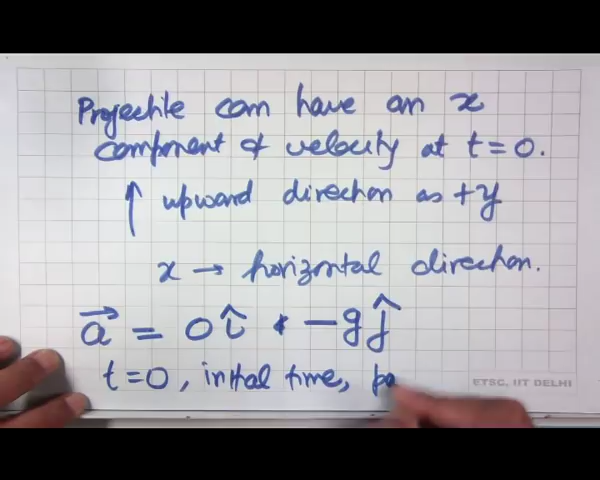 Projectile can have an x
component of velocity at t=0.
↑ upward direction as +y
x → horizontal direction.
a⃗ = 0î + -gĵ
t=0, initial time,
ETSC, IIT DELHI